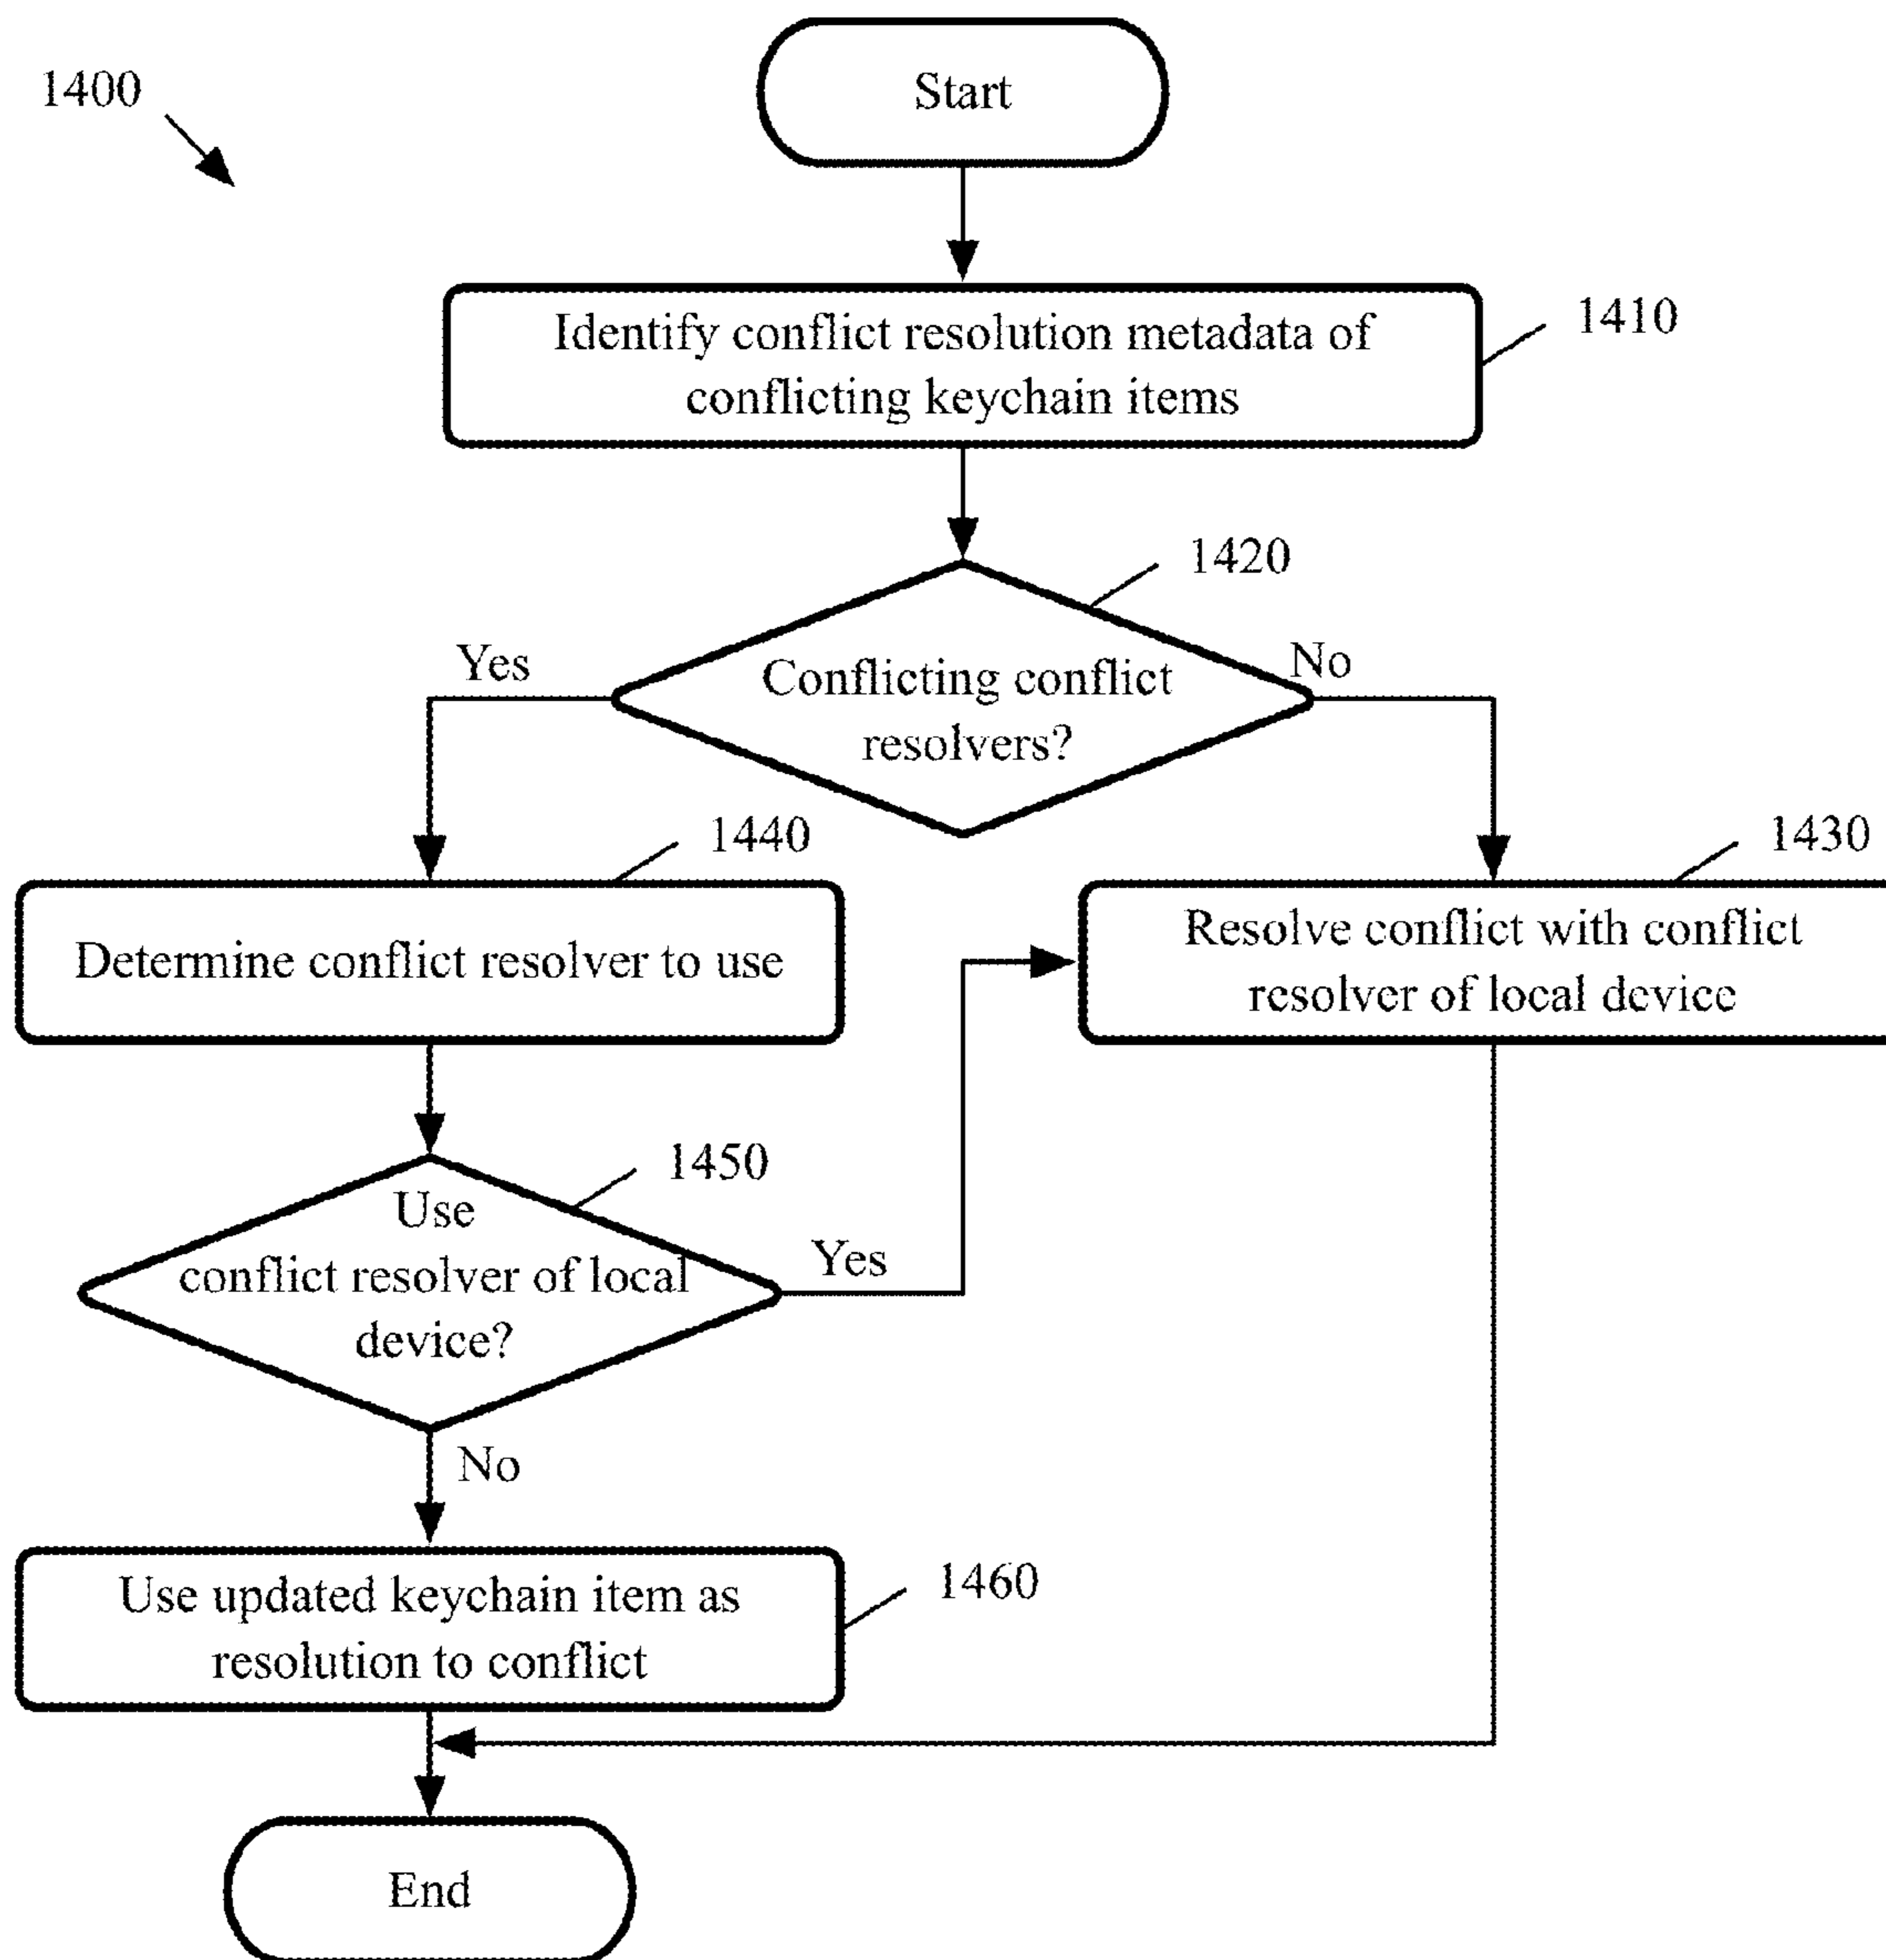 1400
Start
Identify conflict resolution metadata of
conflicting keychain items
1410
1420
Yes
Conflicting conflict
resolvers?
No
1440
1430
Determine conflict resolver to use
Resolve conflict with conflict
resolver of local device
1450
Use
conflict resolver of local
device?
Yes
No
Use updated keychain item as
resolution to conflict
1460
End